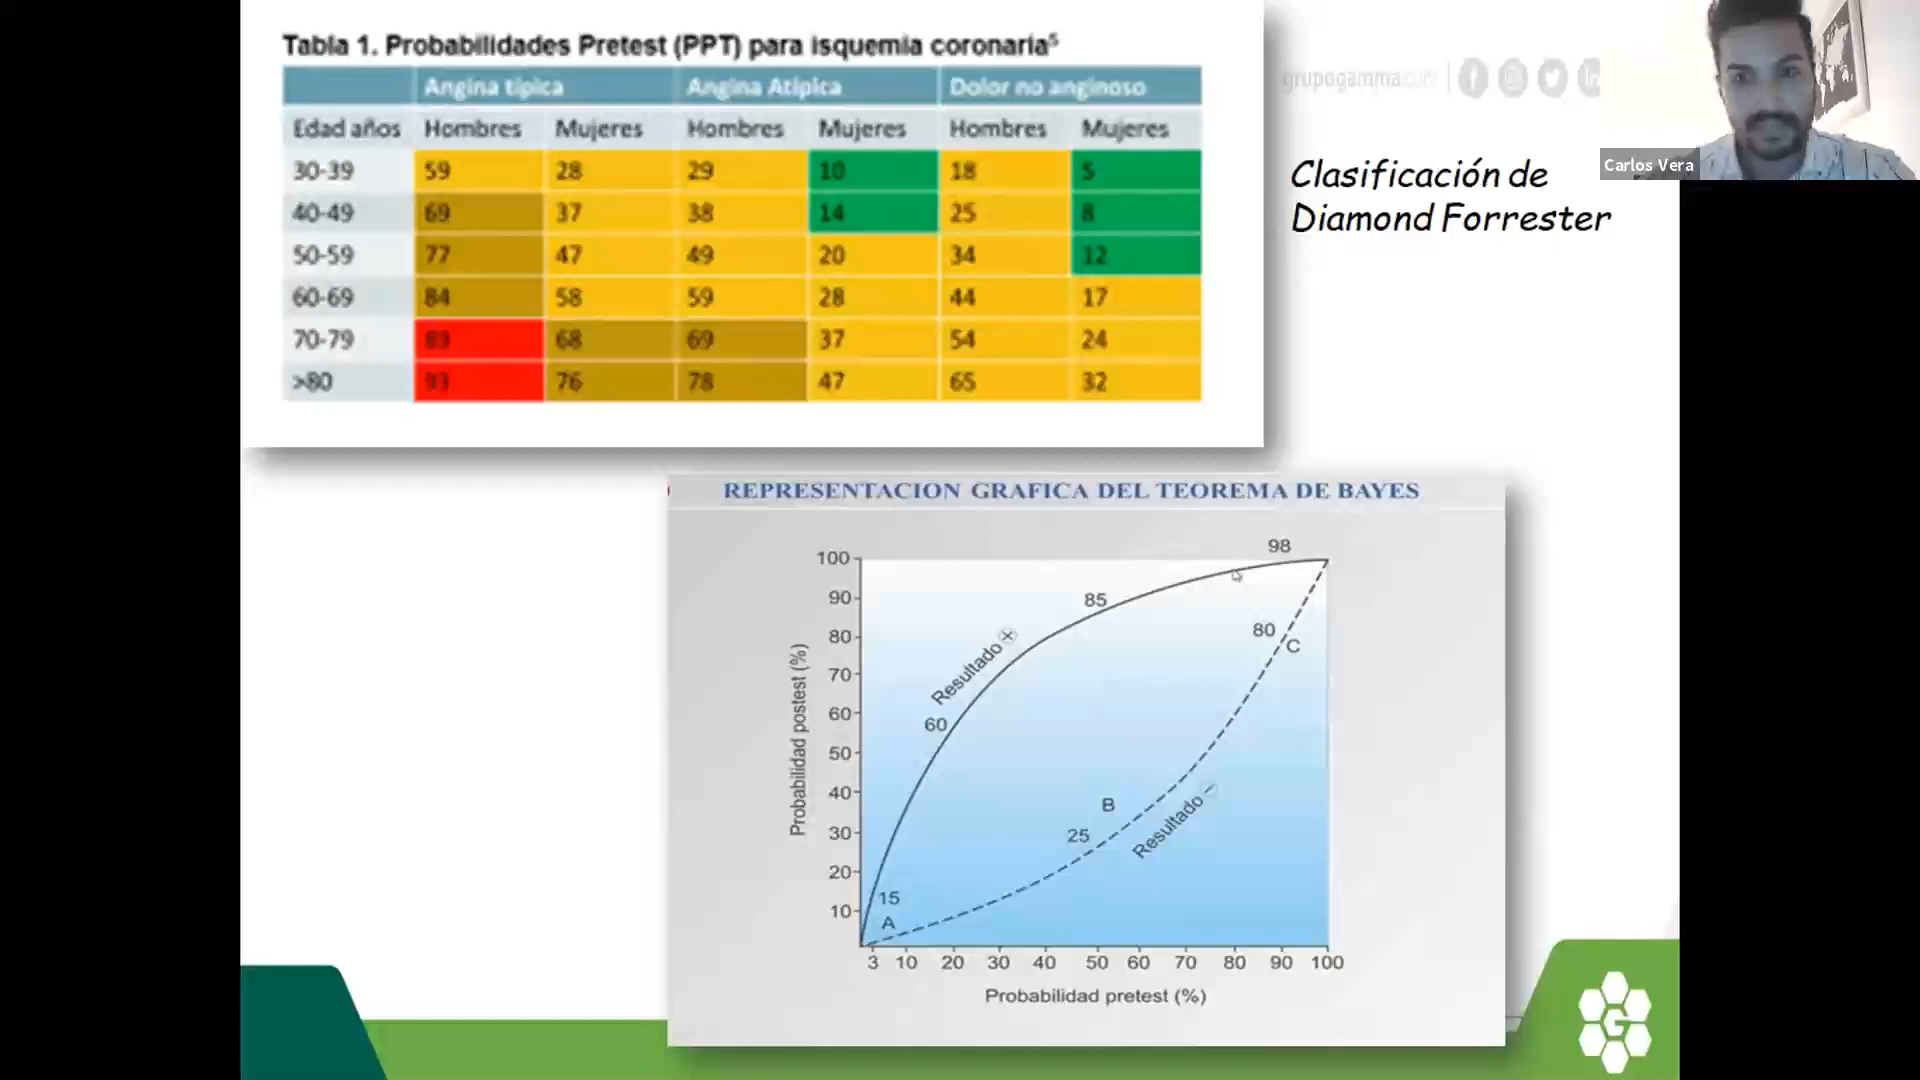 Tabla 1. Probabilidades Pretest (PPT) para isquemia coronaria⁵
Angina típica Angina Atípica Dolor no anginoso
Edad años Hombres Mujeres Hombres Mujeres Hombres Mujeres
30-39 59 28 29 10 18 5
40-49 69 37 38 14 25 8
50-59 77 47 49 20 34 12
60-69 84 58 59 28 44 17
70-79 89 68 69 37 54 24
>80 93 76 78 47 65 32
grupogamma.com
Carlos Vera
Clasificación de
Diamond Forrester
REPRESENTACION GRAFICA DEL TEOREMA DE BAYES
Probabilidad postest (%)
100
90
80
70
60
50
40
30
20
10
98
85
80
C
Resultado +
60
B
25
Resultado −
15
A
3 10 20 30 40 50 60 70 80 90 100
Probabilidad pretest (%)
G